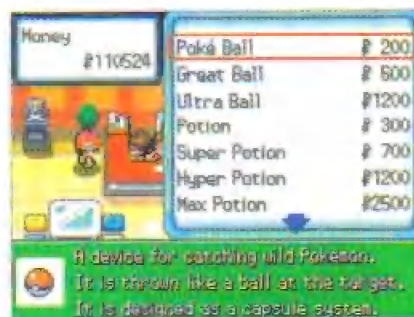 Money
₽110524
Poké Ball ₽ 200
Great Ball ₽ 500
Ultra Ball ₽1200
Potion ₽ 300
Super Potion ₽ 700
Hyper Potion ₽1200
Max Potion ₽2500
A device for catching wild Pokémon.
It is thrown like a ball at the target.
It is designed as a capsule system.